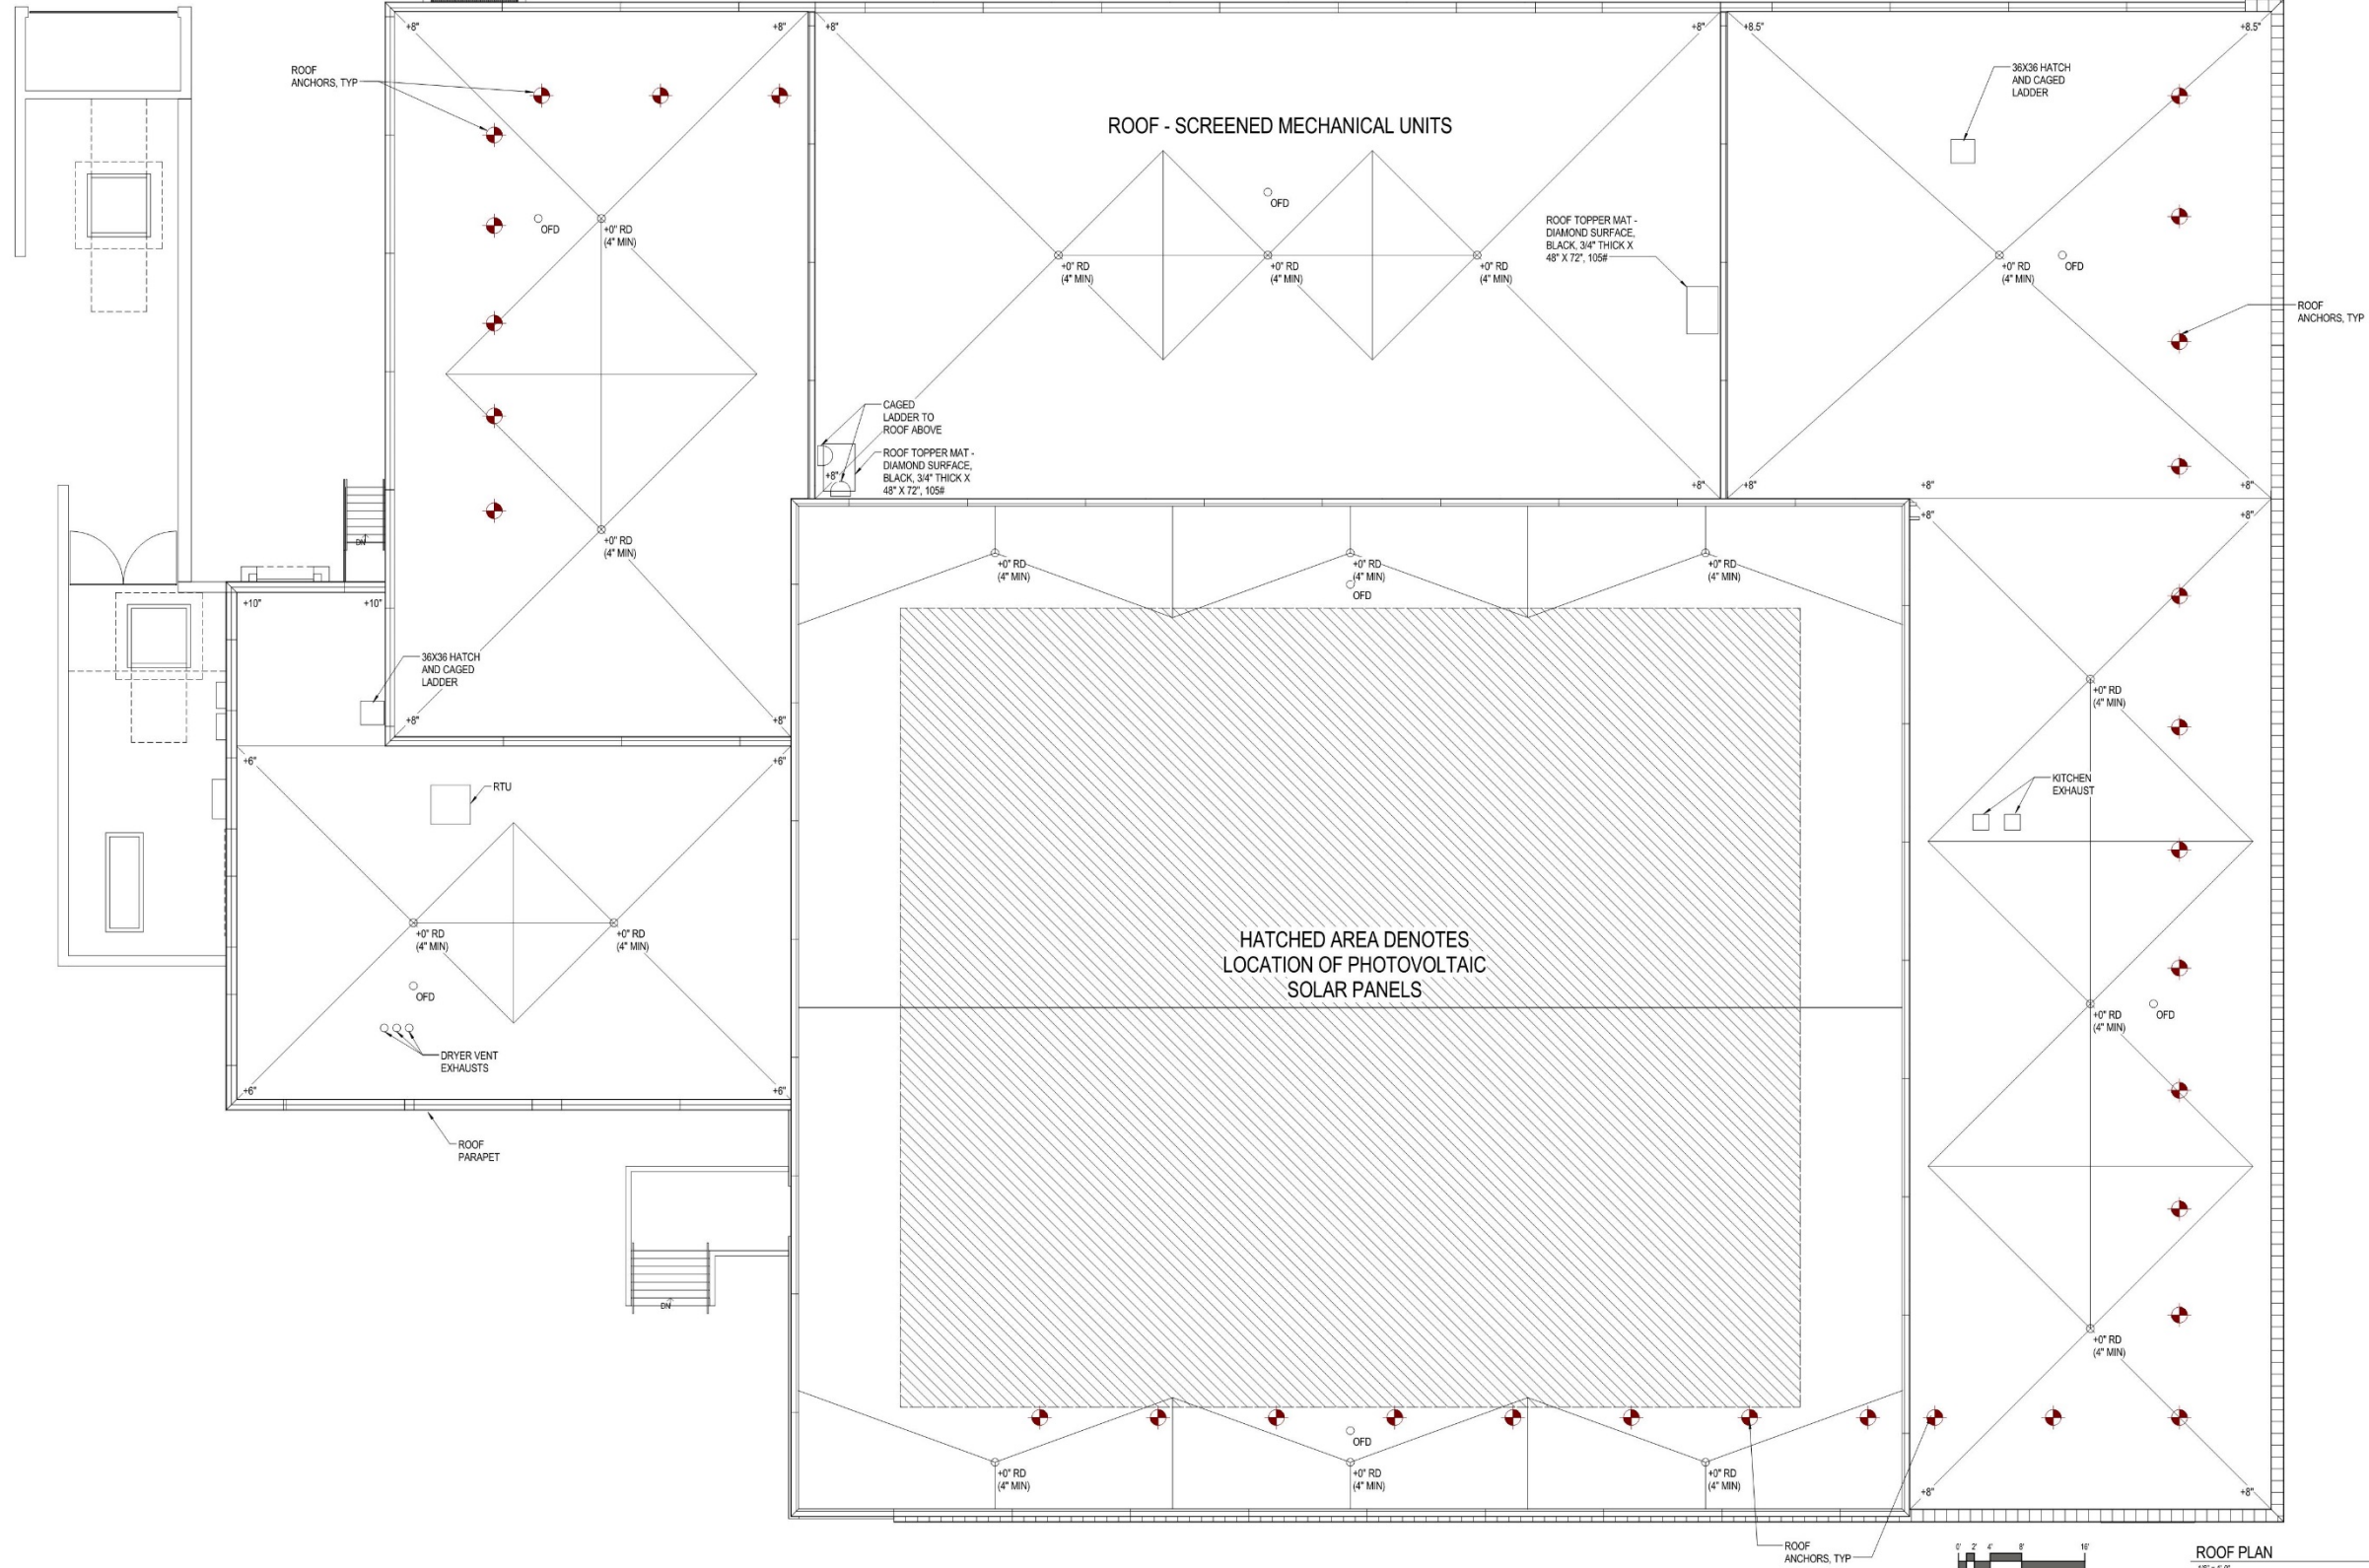 +8"
+8"
+8"
+8"
+8.5"
+8.5"
ROOF
ANCHORS, TYP
36X36 HATCH
AND CAGED
LADDER
ROOF - SCREENED MECHANICAL UNITS
OFD
+0" RD
(4" MIN)
OFD
ROOF TOPPER MAT -
DIAMOND SURFACE,
BLACK, 3/4" THICK X
48" X 72", 105#
+0" RD
(4" MIN)
+0" RD
(4" MIN)
+0" RD
(4" MIN)
+0" RD
(4" MIN)
OFD
ROOF
ANCHORS, TYP
CAGED
LADDER TO
ROOF ABOVE
ROOF TOPPER MAT -
DIAMOND SURFACE,
BLACK, 3/4" THICK X
48" X 72", 105#
+8"
+8"
+8"
+8"
+8"
+8"
+8"
DN
+0" RD
(4" MIN)
+0" RD
(4" MIN)
+0" RD
(4" MIN)
OFD
+0" RD
(4" MIN)
+10"
+10"
36X36 HATCH
AND CAGED
LADDER
+8"
+8"
+0" RD
(4" MIN)
+6"
+6"
RTU
KITCHEN
EXHAUST
+0" RD
(4" MIN)
+0" RD
(4" MIN)
OFD
HATCHED AREA DENOTES
LOCATION OF PHOTOVOLTAIC
SOLAR PANELS
+0" RD
(4" MIN)
OFD
DRYER VENT
EXHAUSTS
+6"
+6"
ROOF
PARAPET
DN
+0" RD
(4" MIN)
OFD
+0" RD
(4" MIN)
+0" RD
(4" MIN)
+0" RD
(4" MIN)
+8"
+8"
ROOF
ANCHORS, TYP
0' 2' 4' 8' 16'
ROOF PLAN